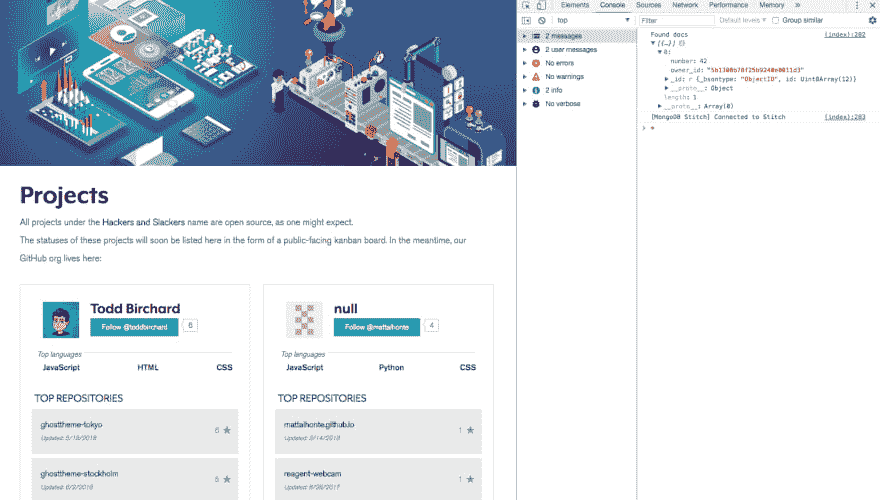 Elements Console Sources Network Performance Memory »
top Filter Default levels Group similar
2 messages
2 user messages
No errors
No warnings
2 info
No verbose
Found docs (index):202
[{…}]
0:
number: 42
owner_id:
_id: r {_bsontype: "ObjectID", id: Uint8Array(12)}
__proto__: Object
length: 1
__proto__: Array(0)
[MongoDB Stitch] Connected to Stitch (index):203
Projects
All projects under the Hackers and Slackers name are open source, as one might expect.
The statuses of these projects will soon be listed here in the form of a public-facing kanban board. In the meantime, our
GitHub org lives here:
Todd Birchard
Follow @toddbirchard 6
Top languages
JavaScript HTML CSS
TOP REPOSITORIES
ghosttheme-tokyo 6
Updated: 5/15/2018
ghosttheme-stockholm 5
Updated: 6/2/2018
null
Follow @mattalhonte 4
Top languages
JavaScript Python CSS
TOP REPOSITORIES
mattalhonte.github.io 1
Updated: 3/14/2018
reagent-webcam 1
Updated: